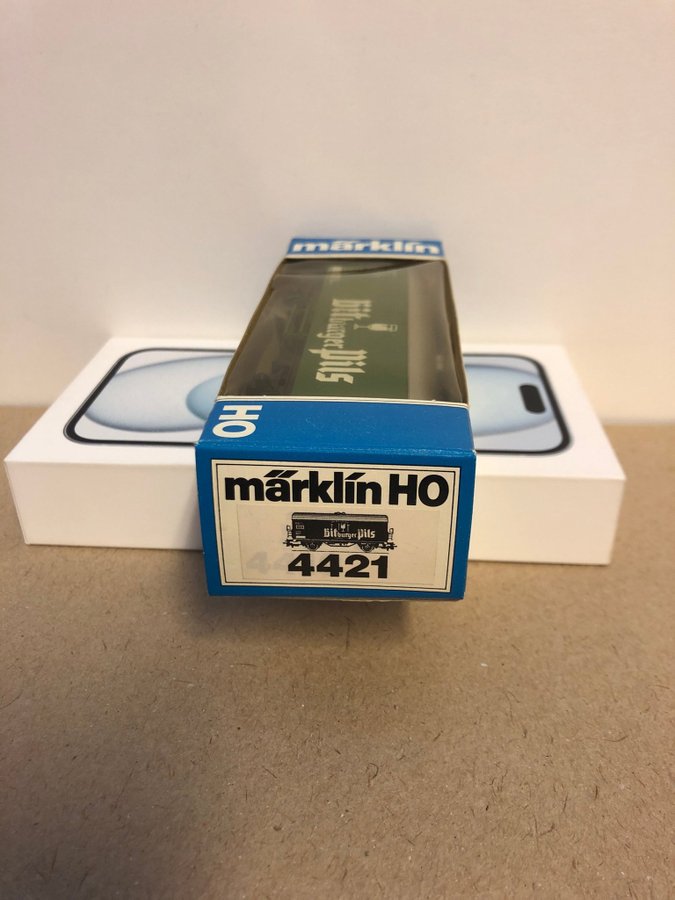 märklin
Bitburger Pils
HO
märklin HO
Bitburger Pils
4421